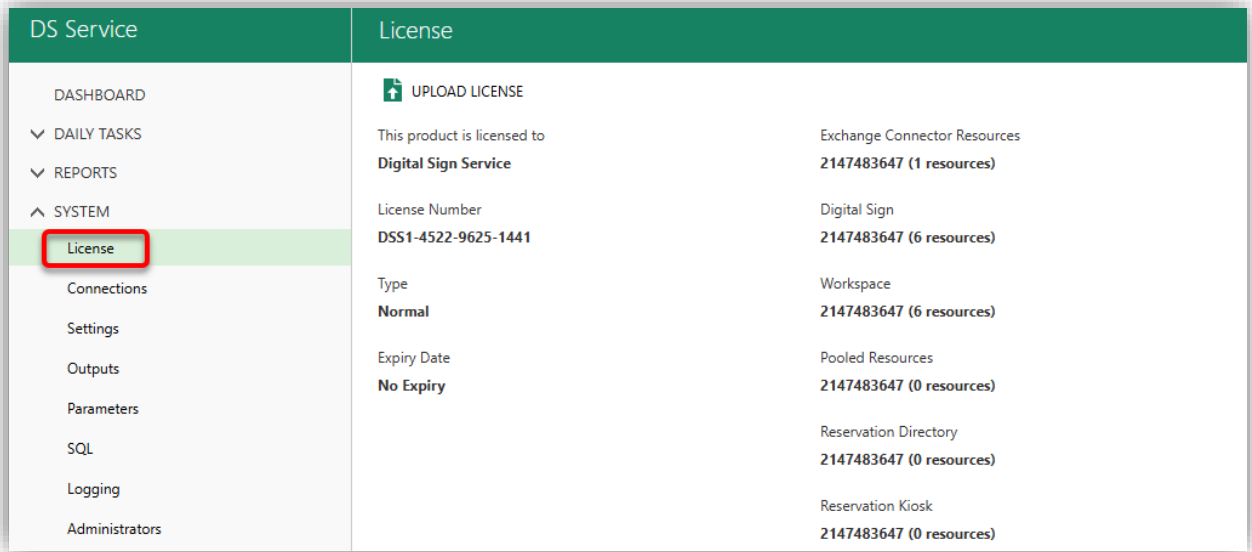 DS Service
License
DASHBOARD
DAILY TASKS
REPORTS
SYSTEM
License
Connections
Settings
Outputs
Parameters
SQL
Logging
Administrators
UPLOAD LICENSE
This product is licensed to
Digital Sign Service
License Number
DSS1-4522-9625-1441
Type
Normal
Expiry Date
No Expiry
Exchange Connector Resources
2147483647 (1 resources)
Digital Sign
2147483647 (6 resources)
Workspace
2147483647 (6 resources)
Pooled Resources
2147483647 (0 resources)
Reservation Directory
2147483647 (0 resources)
Reservation Kiosk
2147483647 (0 resources)